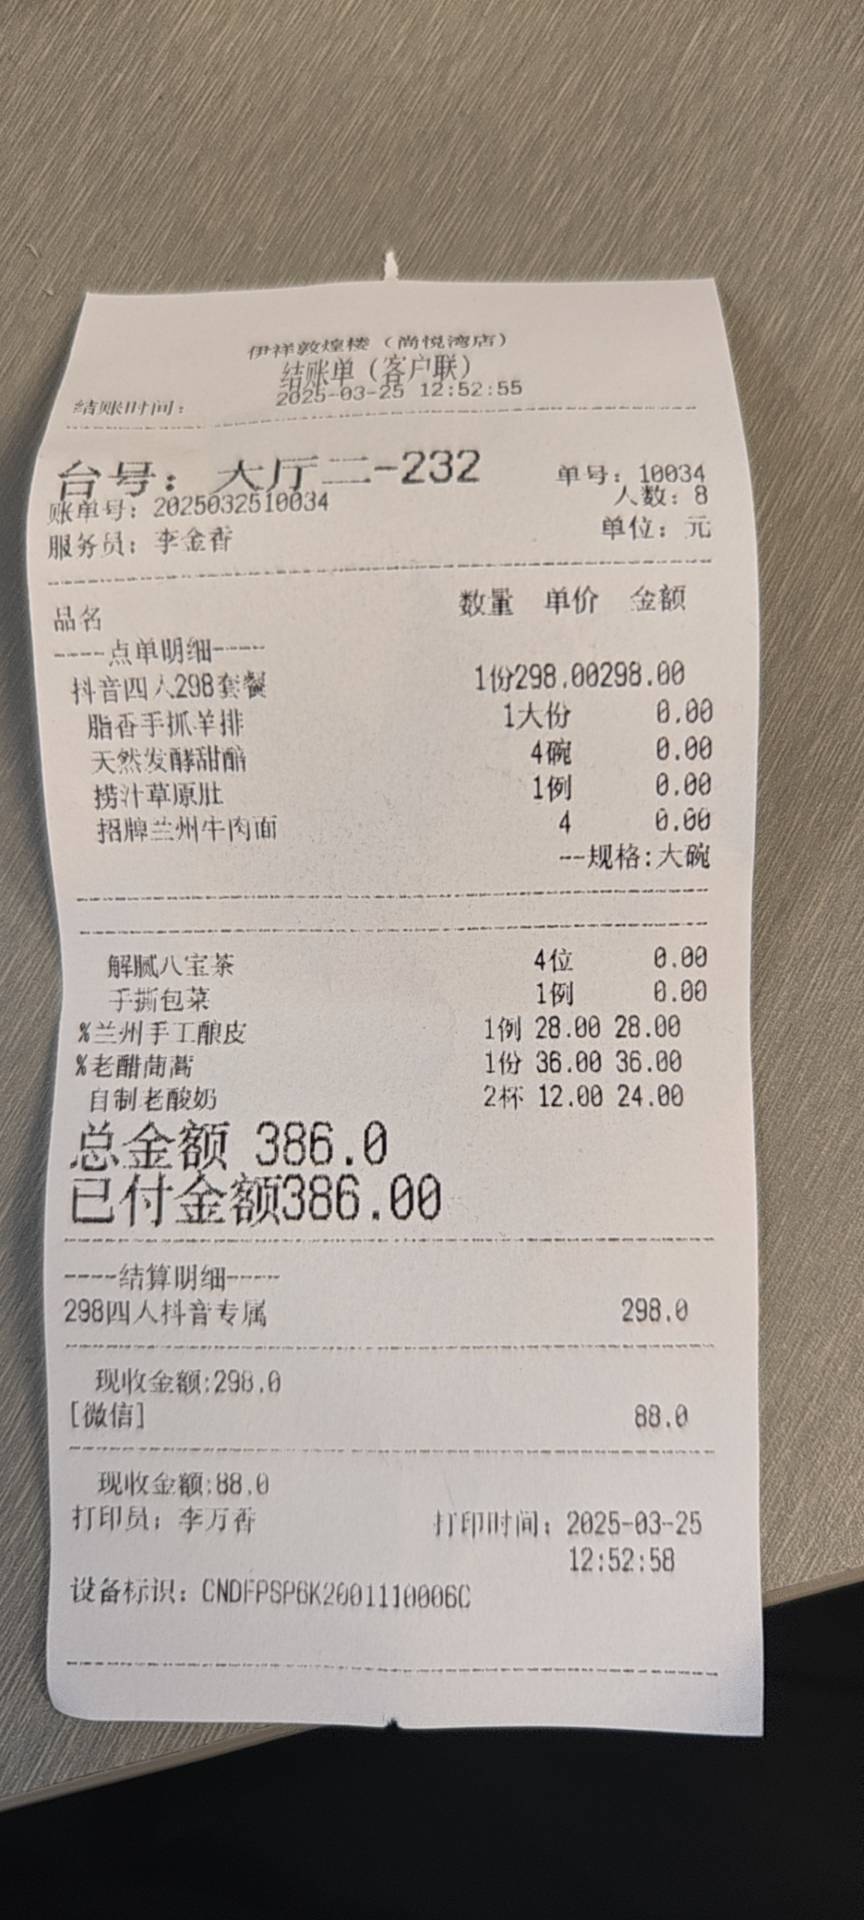 伊祥敦煌楼（尚悦湾店）
结账单（客户联）
结账时间： 2025-03-25 12:52:55
台号： 大厅二-232 单号：10034
账单号：2025032510034 人数：8
服务员：李金香 单位：元
品名 数量 单价 金额
----点单明细----
抖音四人298套餐 1份298.00298.00
脂香手抓羊排 1大份 0.00
天然发酵甜醅 4碗 0.00
捞汁草原肚 1例 0.00
招牌兰州牛肉面 4 0.00
--规格:大碗
解腻八宝茶 4位 0.00
手撕包菜 1例 0.00
%兰州手工酿皮 1例 28.00 28.00
%老醋茼蒿 1份 36.00 36.00
自制老酸奶 2杯 12.00 24.00
总金额 386.0
已付金额386.00
----结算明细----
298四人抖音专属 298.0
现收金额:298.0
[微信] 88.0
现收金额:88.0
打印员：李万香 打印时间：2025-03-25
12:52:58
设备标识：CNDFPSP6K2001110006C